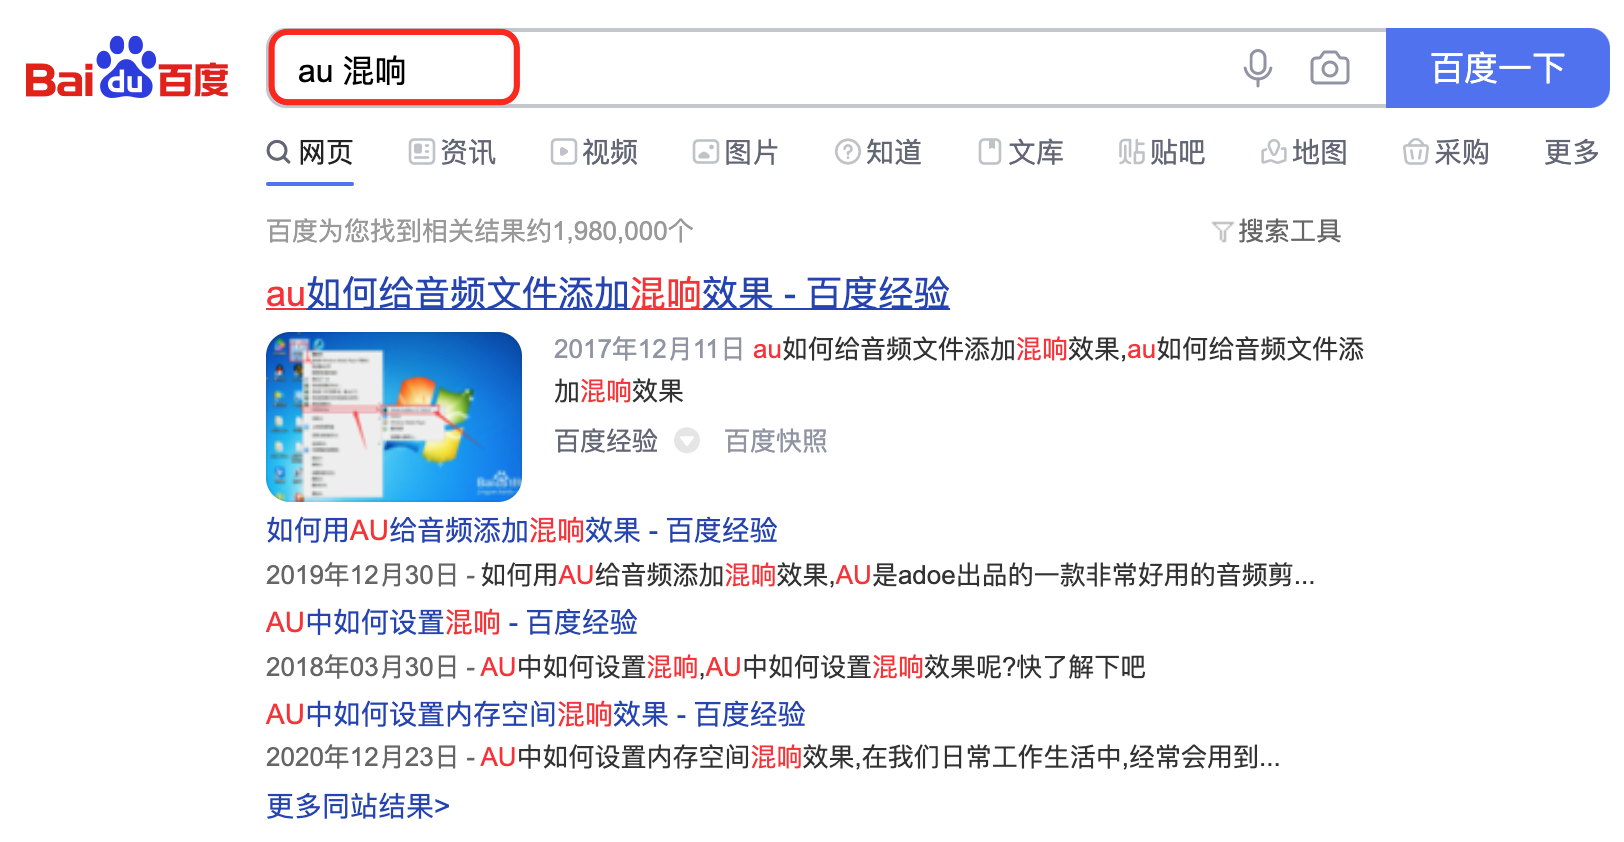 Bai du 百度
au 混响
百度一下
网页 资讯 视频 图片 知道 文库 贴吧 地图 采购 更多
百度为您找到相关结果约1,980,000个
搜索工具
au如何给音频文件添加混响效果 - 百度经验
2017年12月11日 au如何给音频文件添加混响效果,au如何给音频文件添
加混响效果
百度经验 百度快照
如何用AU给音频添加混响效果 - 百度经验
2019年12月30日 - 如何用AU给音频添加混响效果,AU是adoe出品的一款非常好用的音频剪...
AU中如何设置混响 - 百度经验
2018年03月30日 - AU中如何设置混响,AU中如何设置混响效果呢?快了解下吧
AU中如何设置内存空间混响效果 - 百度经验
2020年12月23日 - AU中如何设置内存空间混响效果,在我们日常工作生活中,经常会用到...
更多同站结果>